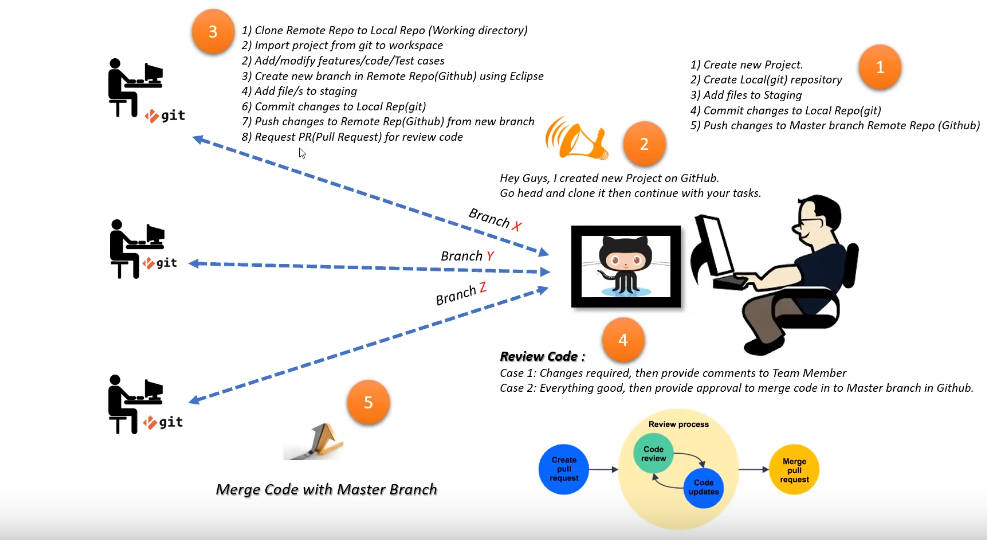 3
1) Clone Remote Repo to Local Repo (Working directory)
2) Import project from git to workspace
2) Add/modify features/code/Test cases
3) Create new branch in Remote Repo(Github) using Eclipse
4) Add file/s to staging
6) Commit changes to Local Rep(git)
7) Push changes to Remote Rep(Github) from new branch
8) Request PR(Pull Request) for review code
1
1) Create new Project.
2) Create Local(git) repository
3) Add files to Staging
4) Commit changes to Local Repo(git)
5) Push changes to Master branch Remote Repo (Github)
git
2
Hey Guys, I created new Project on GitHub.
Go head and clone it then continue with your tasks.
Branch X
Branch Y
git
Branch Z
4
Review Code :
Case 1: Changes required, then provide comments to Team Member
Case 2: Everything good, then provide approval to merge code in to Master branch in Github.
git
5
Merge Code with Master Branch
Review process
Create
pull
request
Code
review
Code
updates
Merge
pull
request